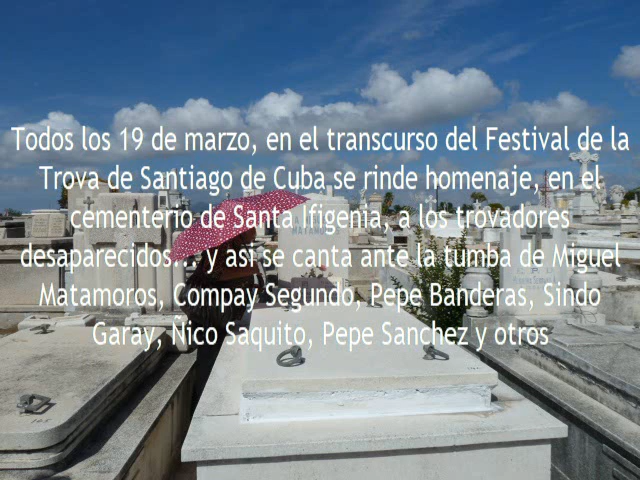 Todos los 19 de marzo, en el transcurso del Festival de la
Trova de Santiago de Cuba se rinde homenaje, en el
cementerio de Santa Ifigenia, a los trovadores
desaparecidos... y asi se canta ante la tumba de Miguel
Matamoros, Compay Segundo, Pepe Banderas, Sindo
Garay, Ñico Saquito, Pepe Sanchez y otros